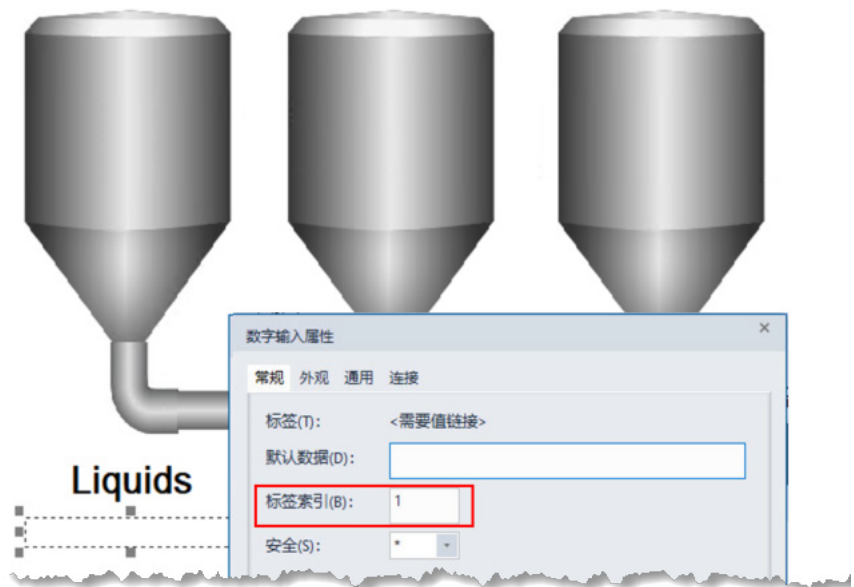 数字输入属性
常规 外观 通用 连接
标签(T): <需要值链接>
默认数据(D):
标签索引(B): 1
安全(S): *
Liquids